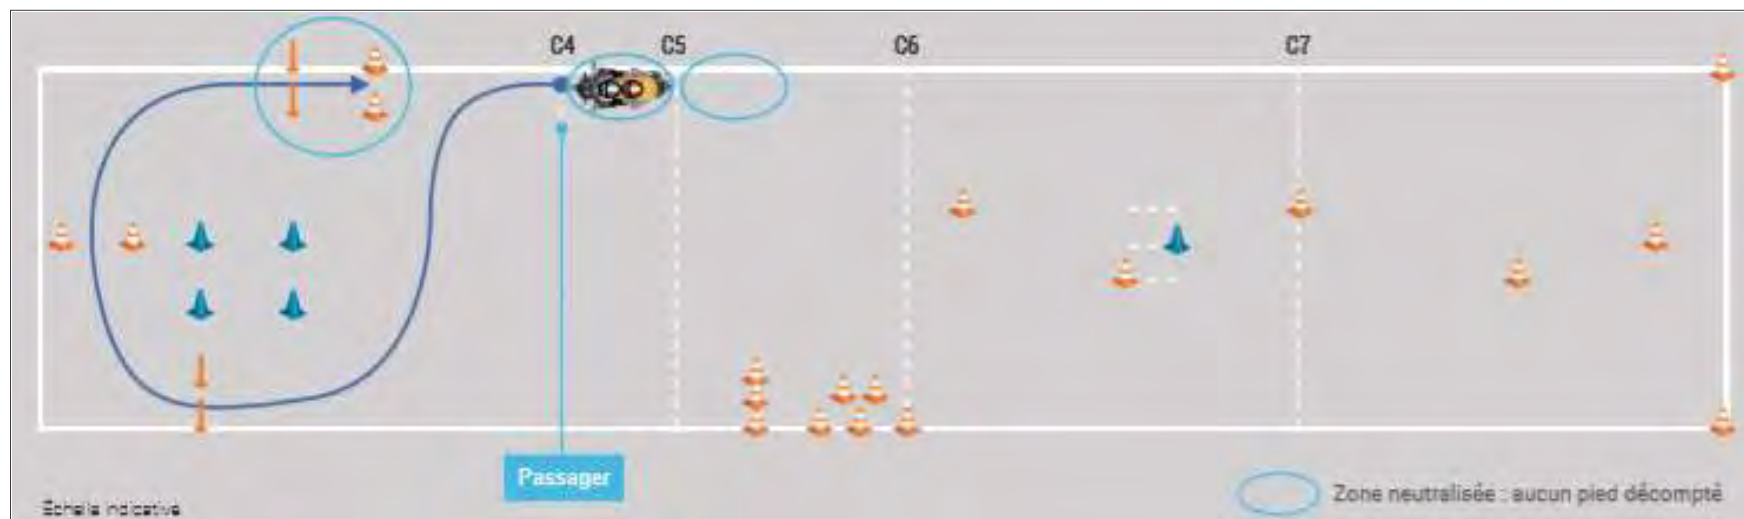 C4 C5 C6 C7
Passager
Zone neutralisée : aucun pied décompté
Echelle indicative